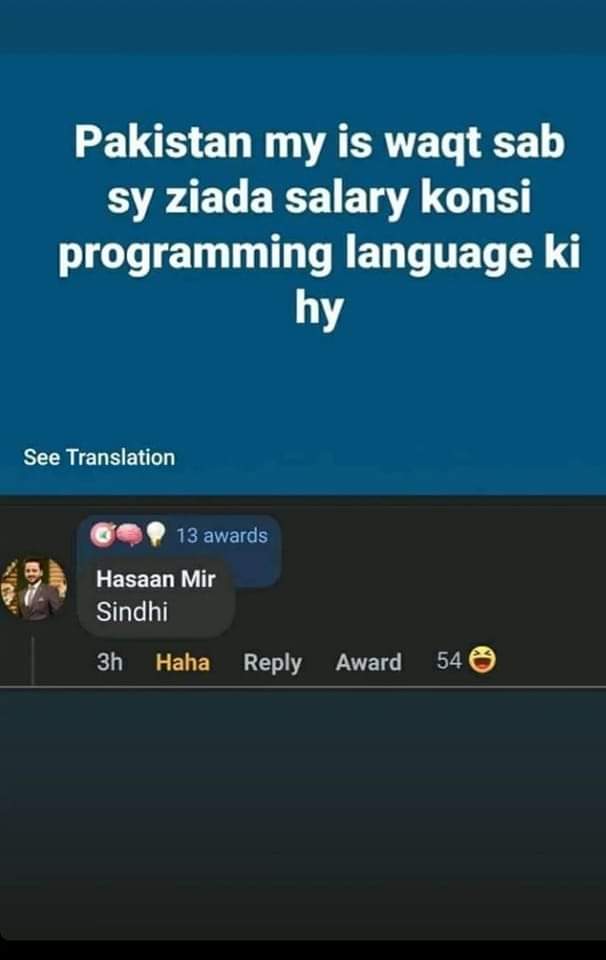 Pakistan my is waqt sab
sy ziada salary konsi
programming language ki
hy
See Translation
13 awards
Hasaan Mir
Sindhi
3h Haha Reply Award 54